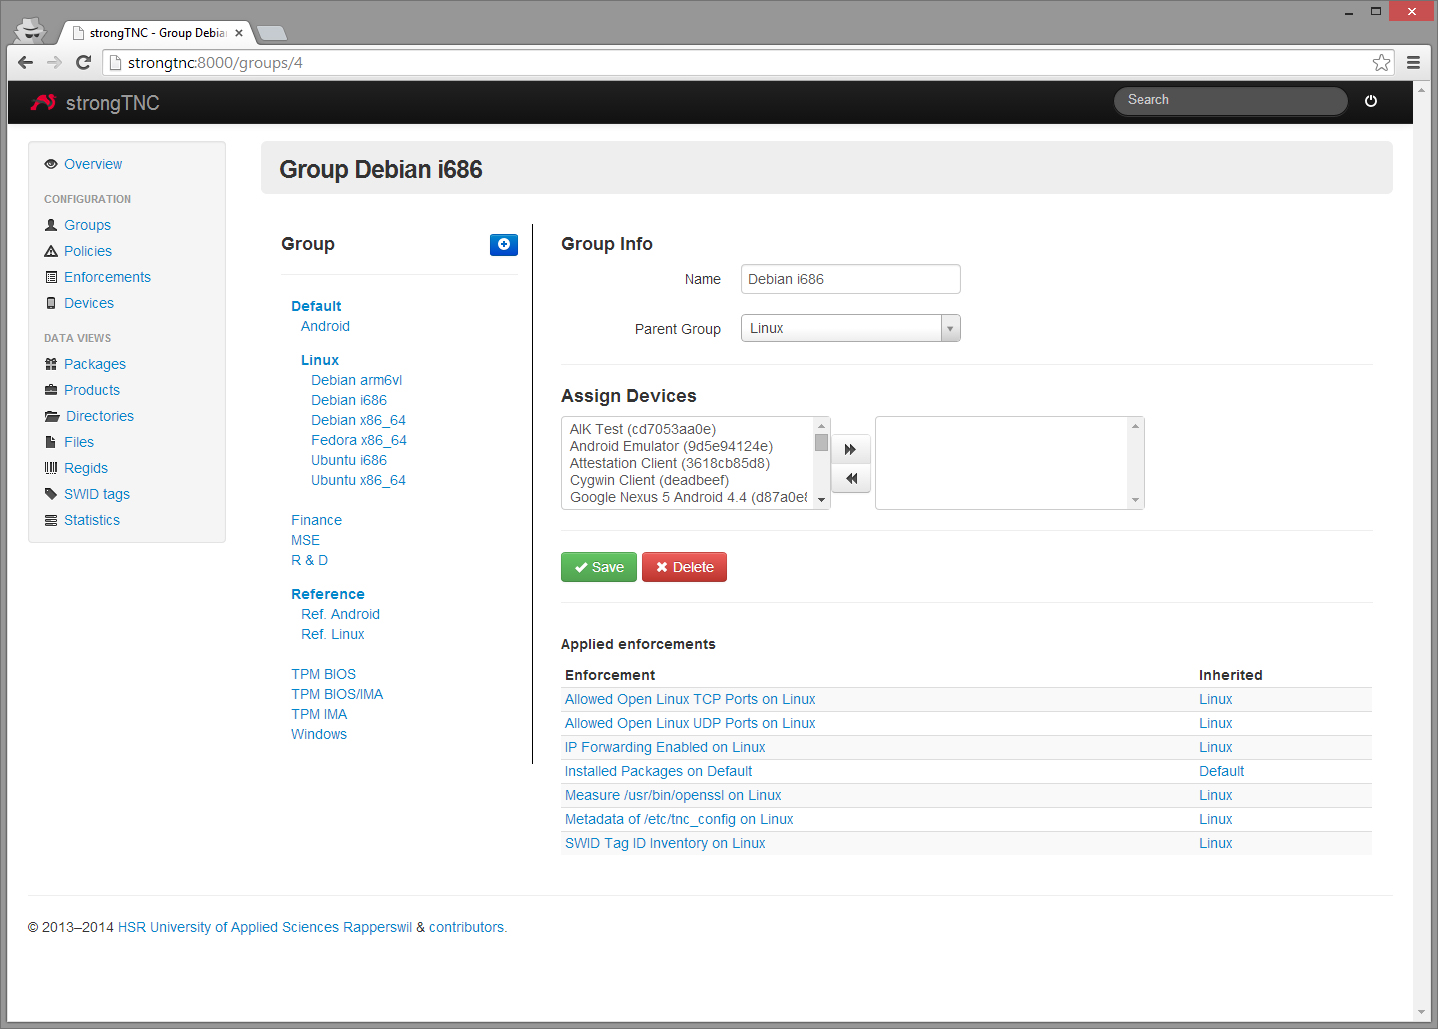 strongTNC - Group Debia
strongtnc:8000/groups/4
strongTNC
Search
Overview
CONFIGURATION
Groups
Policies
Enforcements
Devices
DATA VIEWS
Packages
Products
Directories
Files
Regids
SWID tags
Statistics
Group Debian i686
Group
Default
Android
Linux
Debian arm6vl
Debian i686
Debian x86_64
Fedora x86_64
Ubuntu i686
Ubuntu x86_64
Finance
MSE
R & D
Reference
Ref. Android
Ref. Linux
TPM BIOS
TPM BIOS/IMA
TPM IMA
Windows
Group Info
Name Debian i686
Parent Group Linux
Assign Devices
AIK Test (cd7053aa0e)
Android Emulator (9d5e94124e)
Attestation Client (3618cb85d8)
Cygwin Client (deadbeef)
Google Nexus 5 Android 4.4 (d87a0e8
Save Delete
Applied enforcements
Enforcement Inherited
Allowed Open Linux TCP Ports on Linux Linux
Allowed Open Linux UDP Ports on Linux Linux
IP Forwarding Enabled on Linux Linux
Installed Packages on Default Default
Measure /usr/bin/openssl on Linux Linux
Metadata of /etc/tnc_config on Linux Linux
SWID Tag ID Inventory on Linux Linux
© 2013–2014 HSR University of Applied Sciences Rapperswil & contributors.